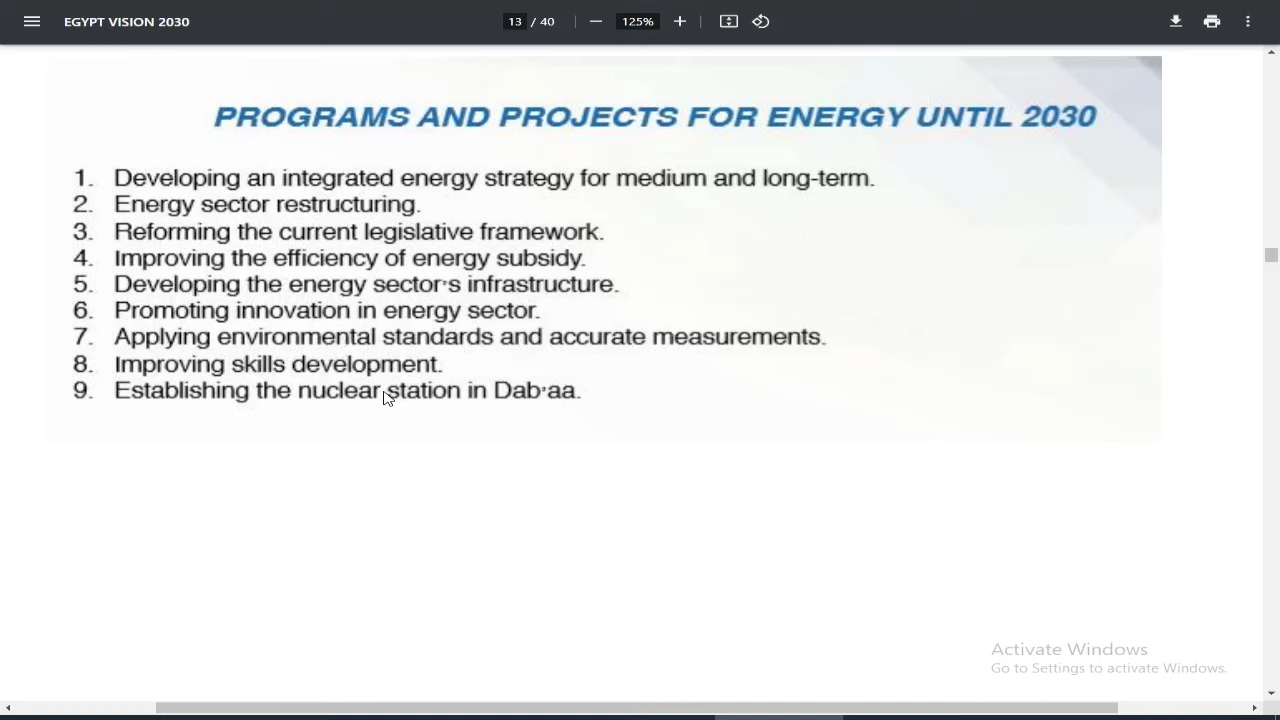 EGYPT VISION 2030
13 / 40
125%
PROGRAMS AND PROJECTS FOR ENERGY UNTIL 2030
1. Developing an integrated energy strategy for medium and long-term.
2. Energy sector restructuring.
3. Reforming the current legislative framework.
4. Improving the efficiency of energy subsidy.
5. Developing the energy sector's infrastructure.
6. Promoting innovation in energy sector.
7. Applying environmental standards and accurate measurements.
8. Improving skills development.
9. Establishing the nuclear station in Dab'aa.
Activate Windows
Go to Settings to activate Windows.